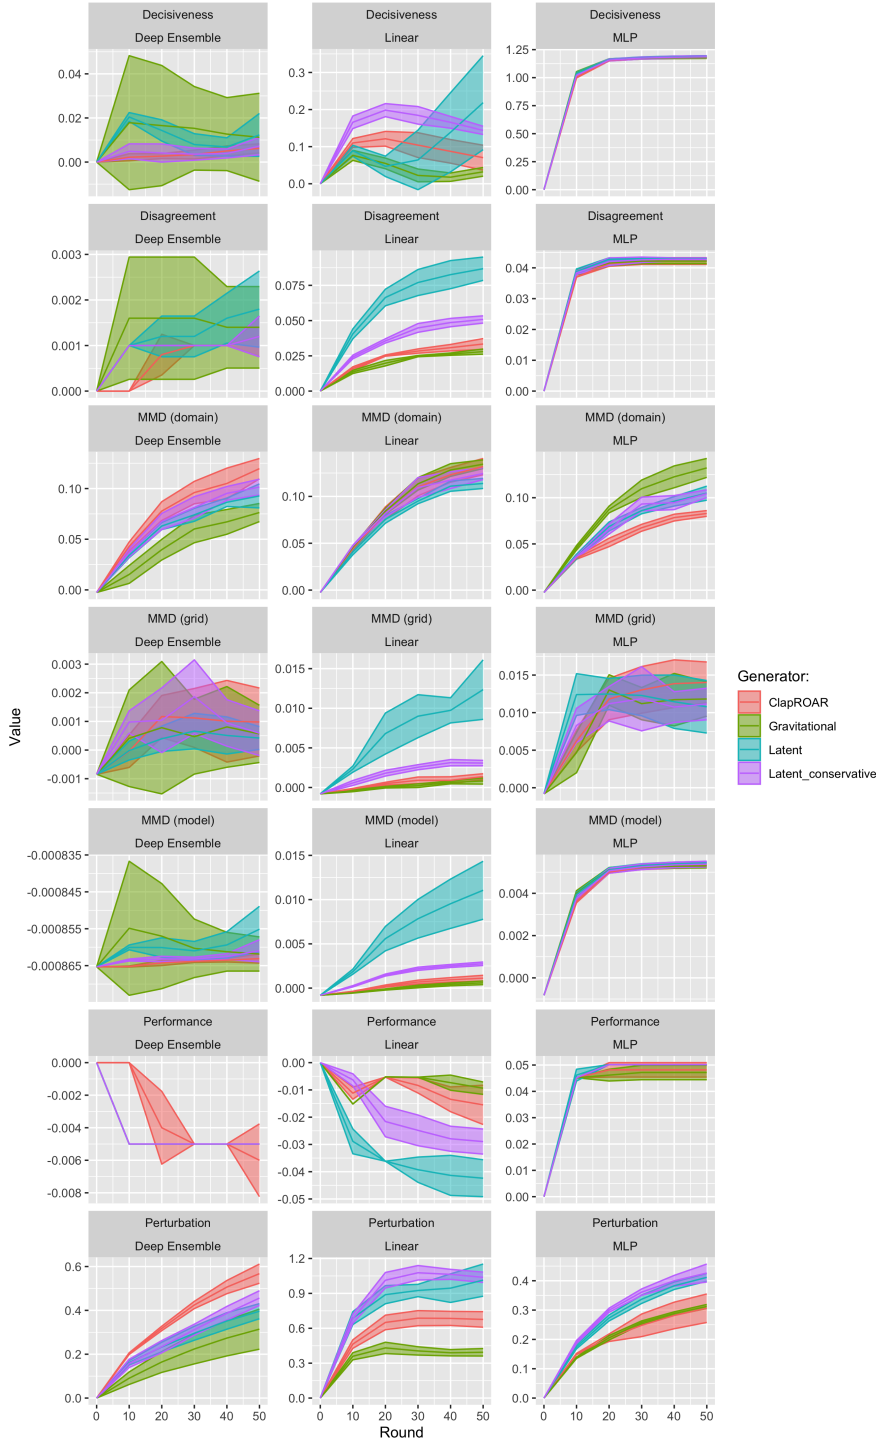 Decisiveness Decisiveness Decisiveness
Deep Ensemble Linear MLP
0.04 0.02 0.00
0.3 0.2 0.1 0.0
1.25 1.00 0.75 0.50 0.25 0.00
Disagreement Disagreement Disagreement
Deep Ensemble Linear MLP
0.003 0.002 0.001 0.000
0.075 0.050 0.025 0.000
0.04 0.03 0.02 0.01 0.00
MMD (domain) MMD (domain) MMD (domain)
Deep Ensemble Linear MLP
0.10 0.05 0.00
0.10 0.05 0.00
0.10 0.05 0.00
MMD (grid) MMD (grid) MMD (grid)
Deep Ensemble Linear MLP
0.003 0.002 0.001 0.000 -0.001
0.015 0.010 0.005 0.000
0.015 0.010 0.005 0.000
MMD (model) MMD (model) MMD (model)
Deep Ensemble Linear MLP
-0.000835 -0.000845 -0.000855 -0.000865
0.015 0.010 0.005 0.000
0.004 0.002 0.000
Performance Performance Performance
Deep Ensemble Linear MLP
0.000 -0.002 -0.004 -0.006 -0.008
0.00 -0.01 -0.02 -0.03 -0.04 -0.05
0.05 0.04 0.03 0.02 0.01 0.00
Perturbation Perturbation Perturbation
Deep Ensemble Linear MLP
0.6 0.4 0.2 0.0
1.2 0.9 0.6 0.3 0.0
0.4 0.3 0.2 0.1 0.0
0 10 20 30 40 50 0 10 20 30 40 50 0 10 20 30 40 50
Round
Value
Generator:
ClapROAR
Gravitational
Latent
Latent_conservative